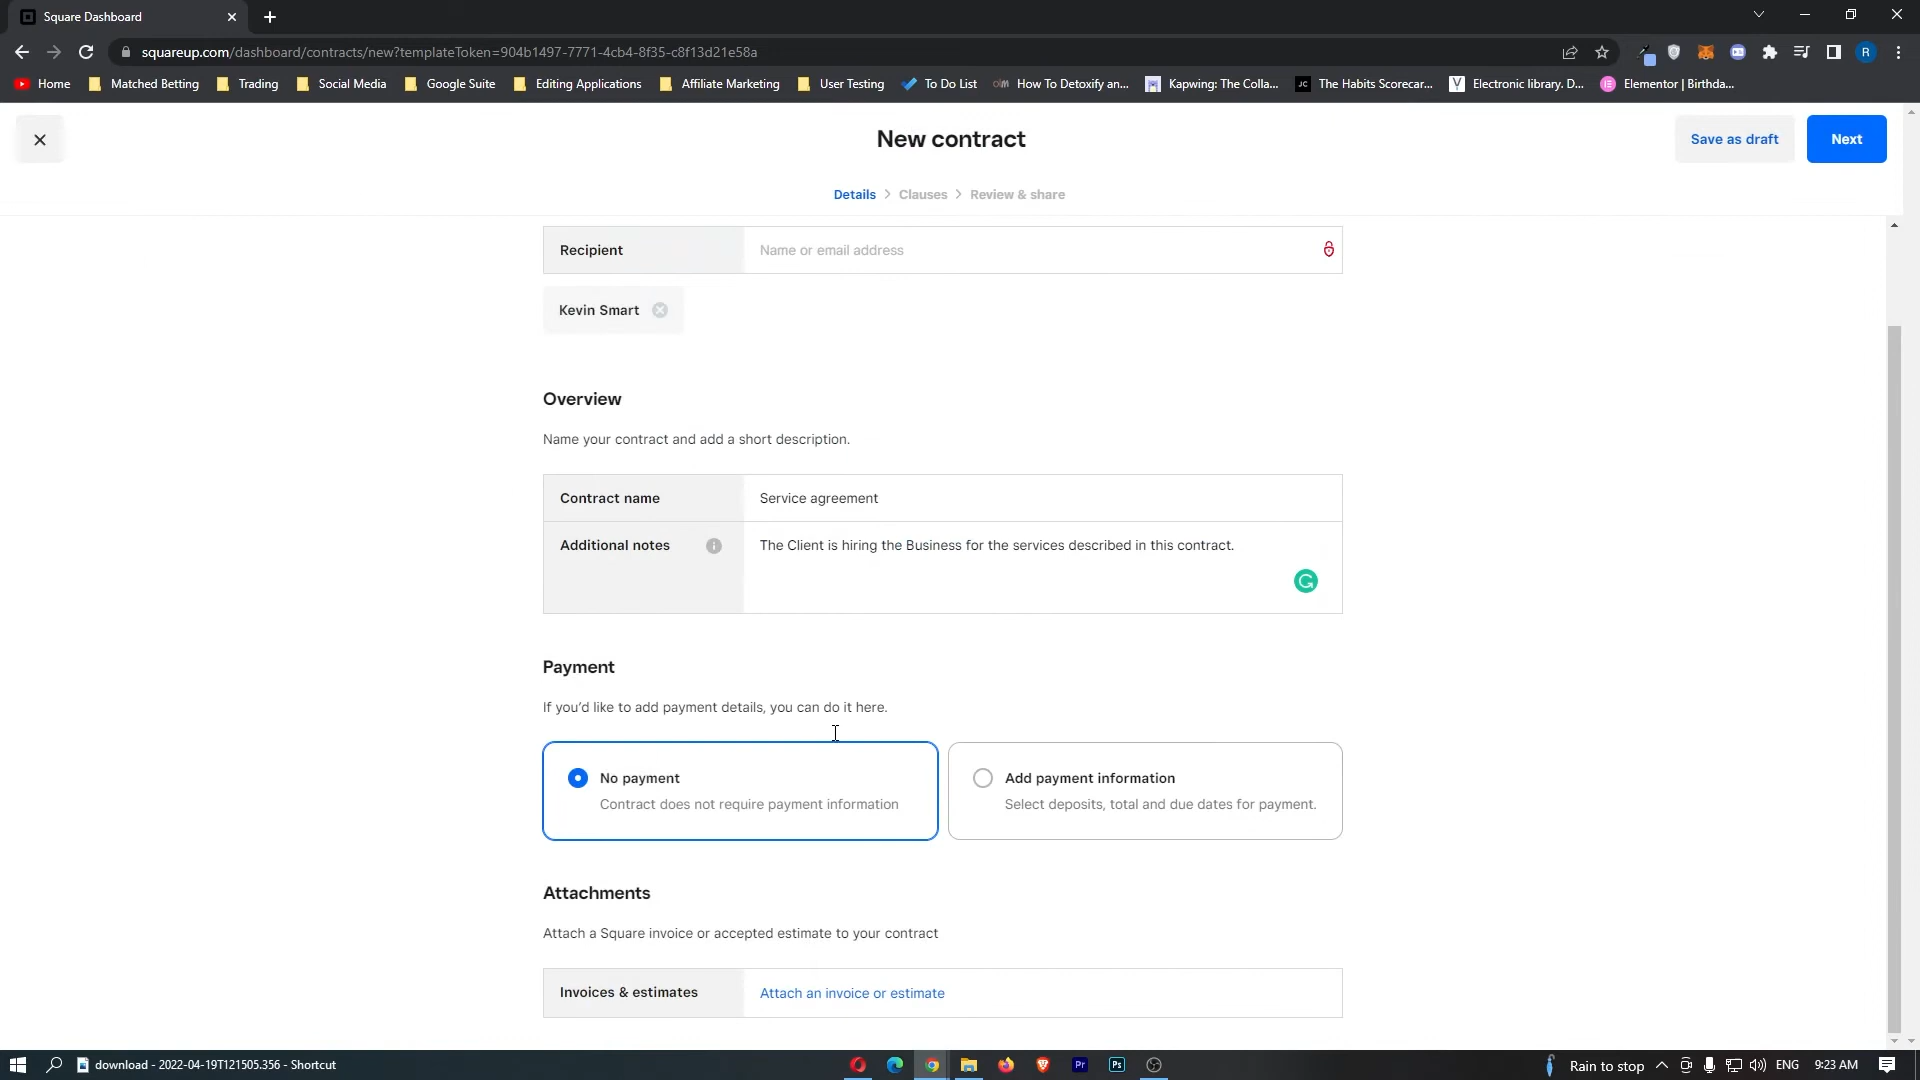 Square Dashboard
squareup.com/dashboard/contracts/new?templateToken=904b1497-7771-4cb4-8f35-c8f13d21e58a
R
Home Matched Betting Trading Social Media Google Suite Editing Applications Affiliate Marketing User Testing To Do List How To Detoxify an... Kapwing: The Colla... JC The Habits Scorecar... Electronic library. D... Elementor | Birthda...
New contract
Save as draft
Next
Details > Clauses > Review & share
Recipient Name or email address
Kevin Smart
Overview
Name your contract and add a short description.
Contract name Service agreement
Additional notes The Client is hiring the Business for the services described in this contract.
Payment
If you’d like to add payment details, you can do it here.
No payment
Contract does not require payment information
Add payment information
Select deposits, total and due dates for payment.
Attachments
Attach a Square invoice or accepted estimate to your contract
Invoices & estimates Attach an invoice or estimate
download - 2022-04-19T121505.356 - Shortcut Pr Ps Rain to stop ENG 9:23 AM